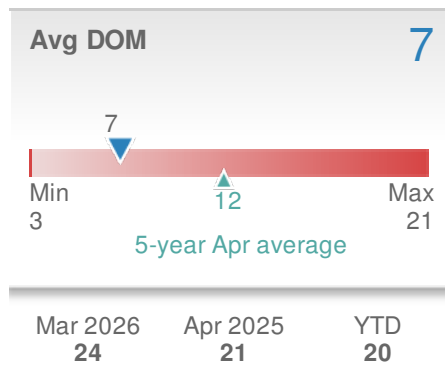 Avg DOM 7
7
Min Max
3 12 21
5-year Apr average
Mar 2026 Apr 2025 YTD
24 21 20